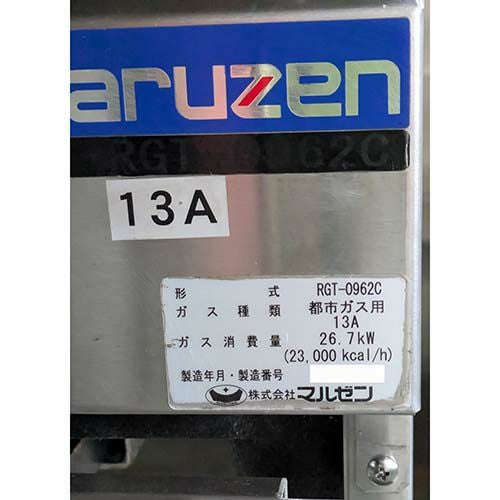 aruzen
RGT-0962C
13A
形 式 RGT-0962C
ガス種類 都市ガス用
13A
ガス消費量 26.7kW
(23,000 kcal/h)
製造年月・製造番号
株式会社マルゼン